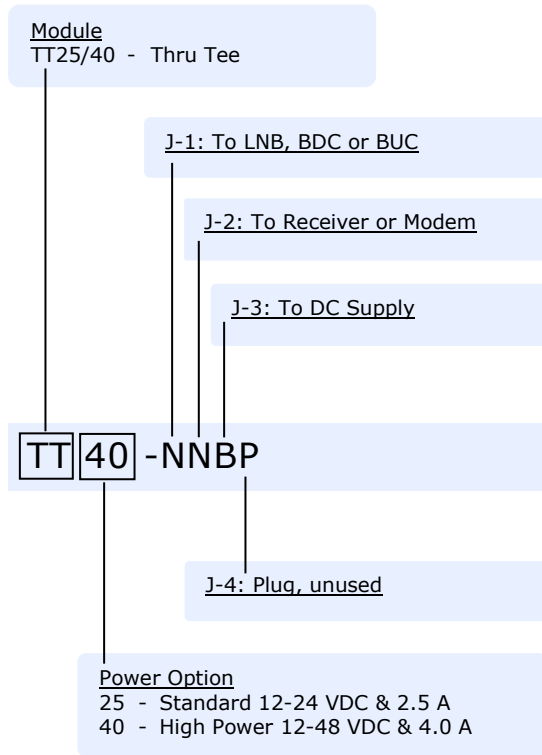 Module
TT25/40 - Thru Tee
J-1: To LNB, BDC or BUC
J-2: To Receiver or Modem
J-3: To DC Supply
TT 40 -NNBP
J-4: Plug, unused
Power Option
25 - Standard 12-24 VDC & 2.5 A
40 - High Power 12-48 VDC & 4.0 A